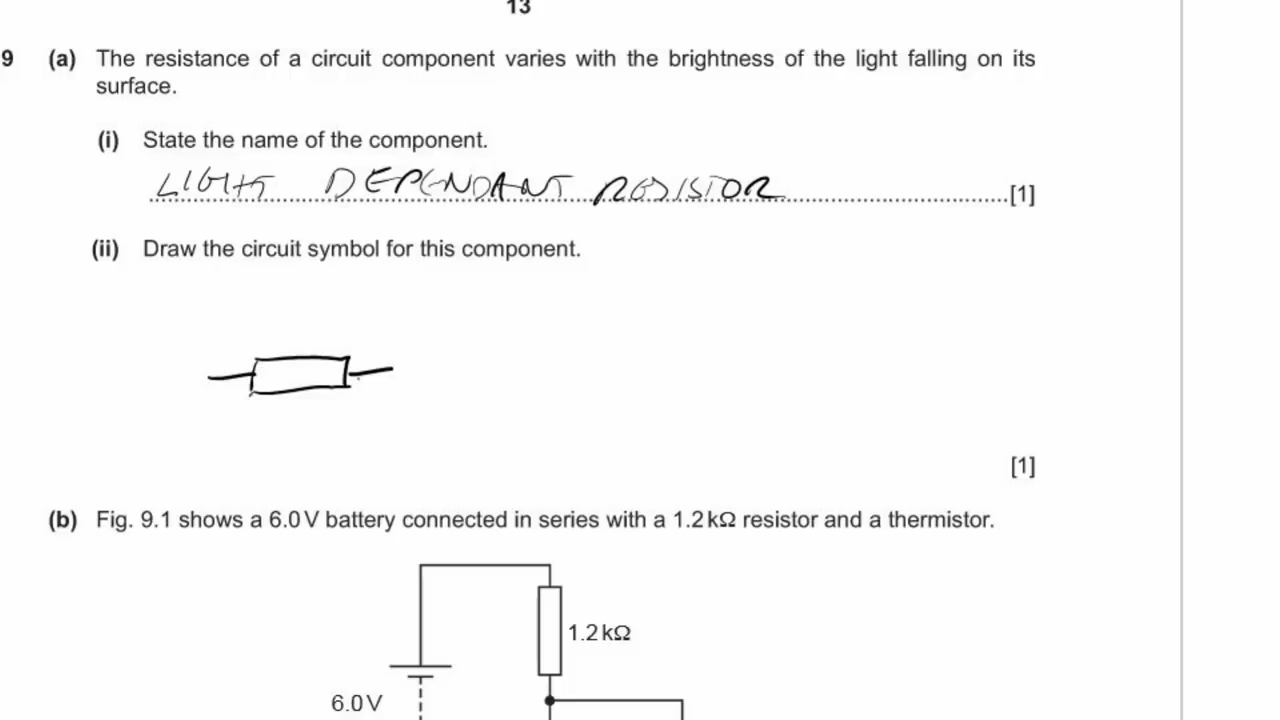 13
9 (a) The resistance of a circuit component varies with the brightness of the light falling on its
surface.
(i) State the name of the component.
LIGHT DEPENDANT RESISTOR
[1]
(ii) Draw the circuit symbol for this component.
[1]
(b) Fig. 9.1 shows a 6.0 V battery connected in series with a 1.2 kΩ resistor and a thermistor.
1.2 kΩ
6.0 V